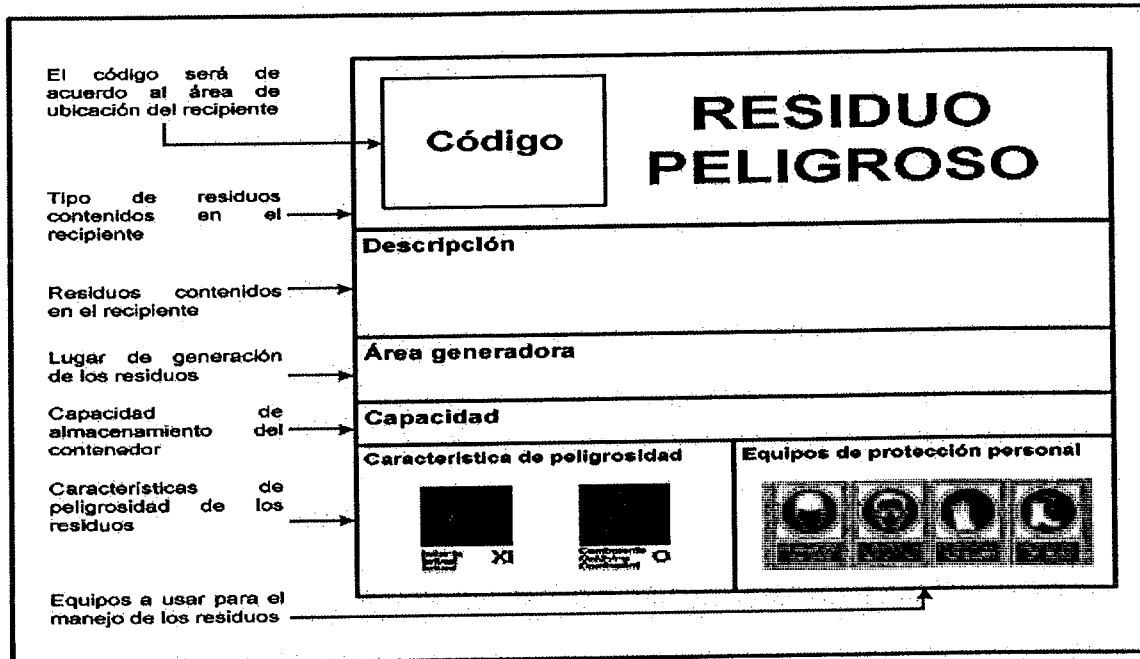 El código será de
acuerdo al área de
ubicación del recipiente
Código
RESIDUO
PELIGROSO
Tipo de residuos
contenidos en el
recipiente
Descripción
Residuos contenidos
en el recipiente
Área generadora
Lugar de generación
de los residuos
Capacidad
Capacidad de
almacenamiento del
contenedor
Característica de peligrosidad
Equipos de protección personal
Características de
peligrosidad de los
residuos
XI
O
Equipos a usar para el
manejo de los residuos